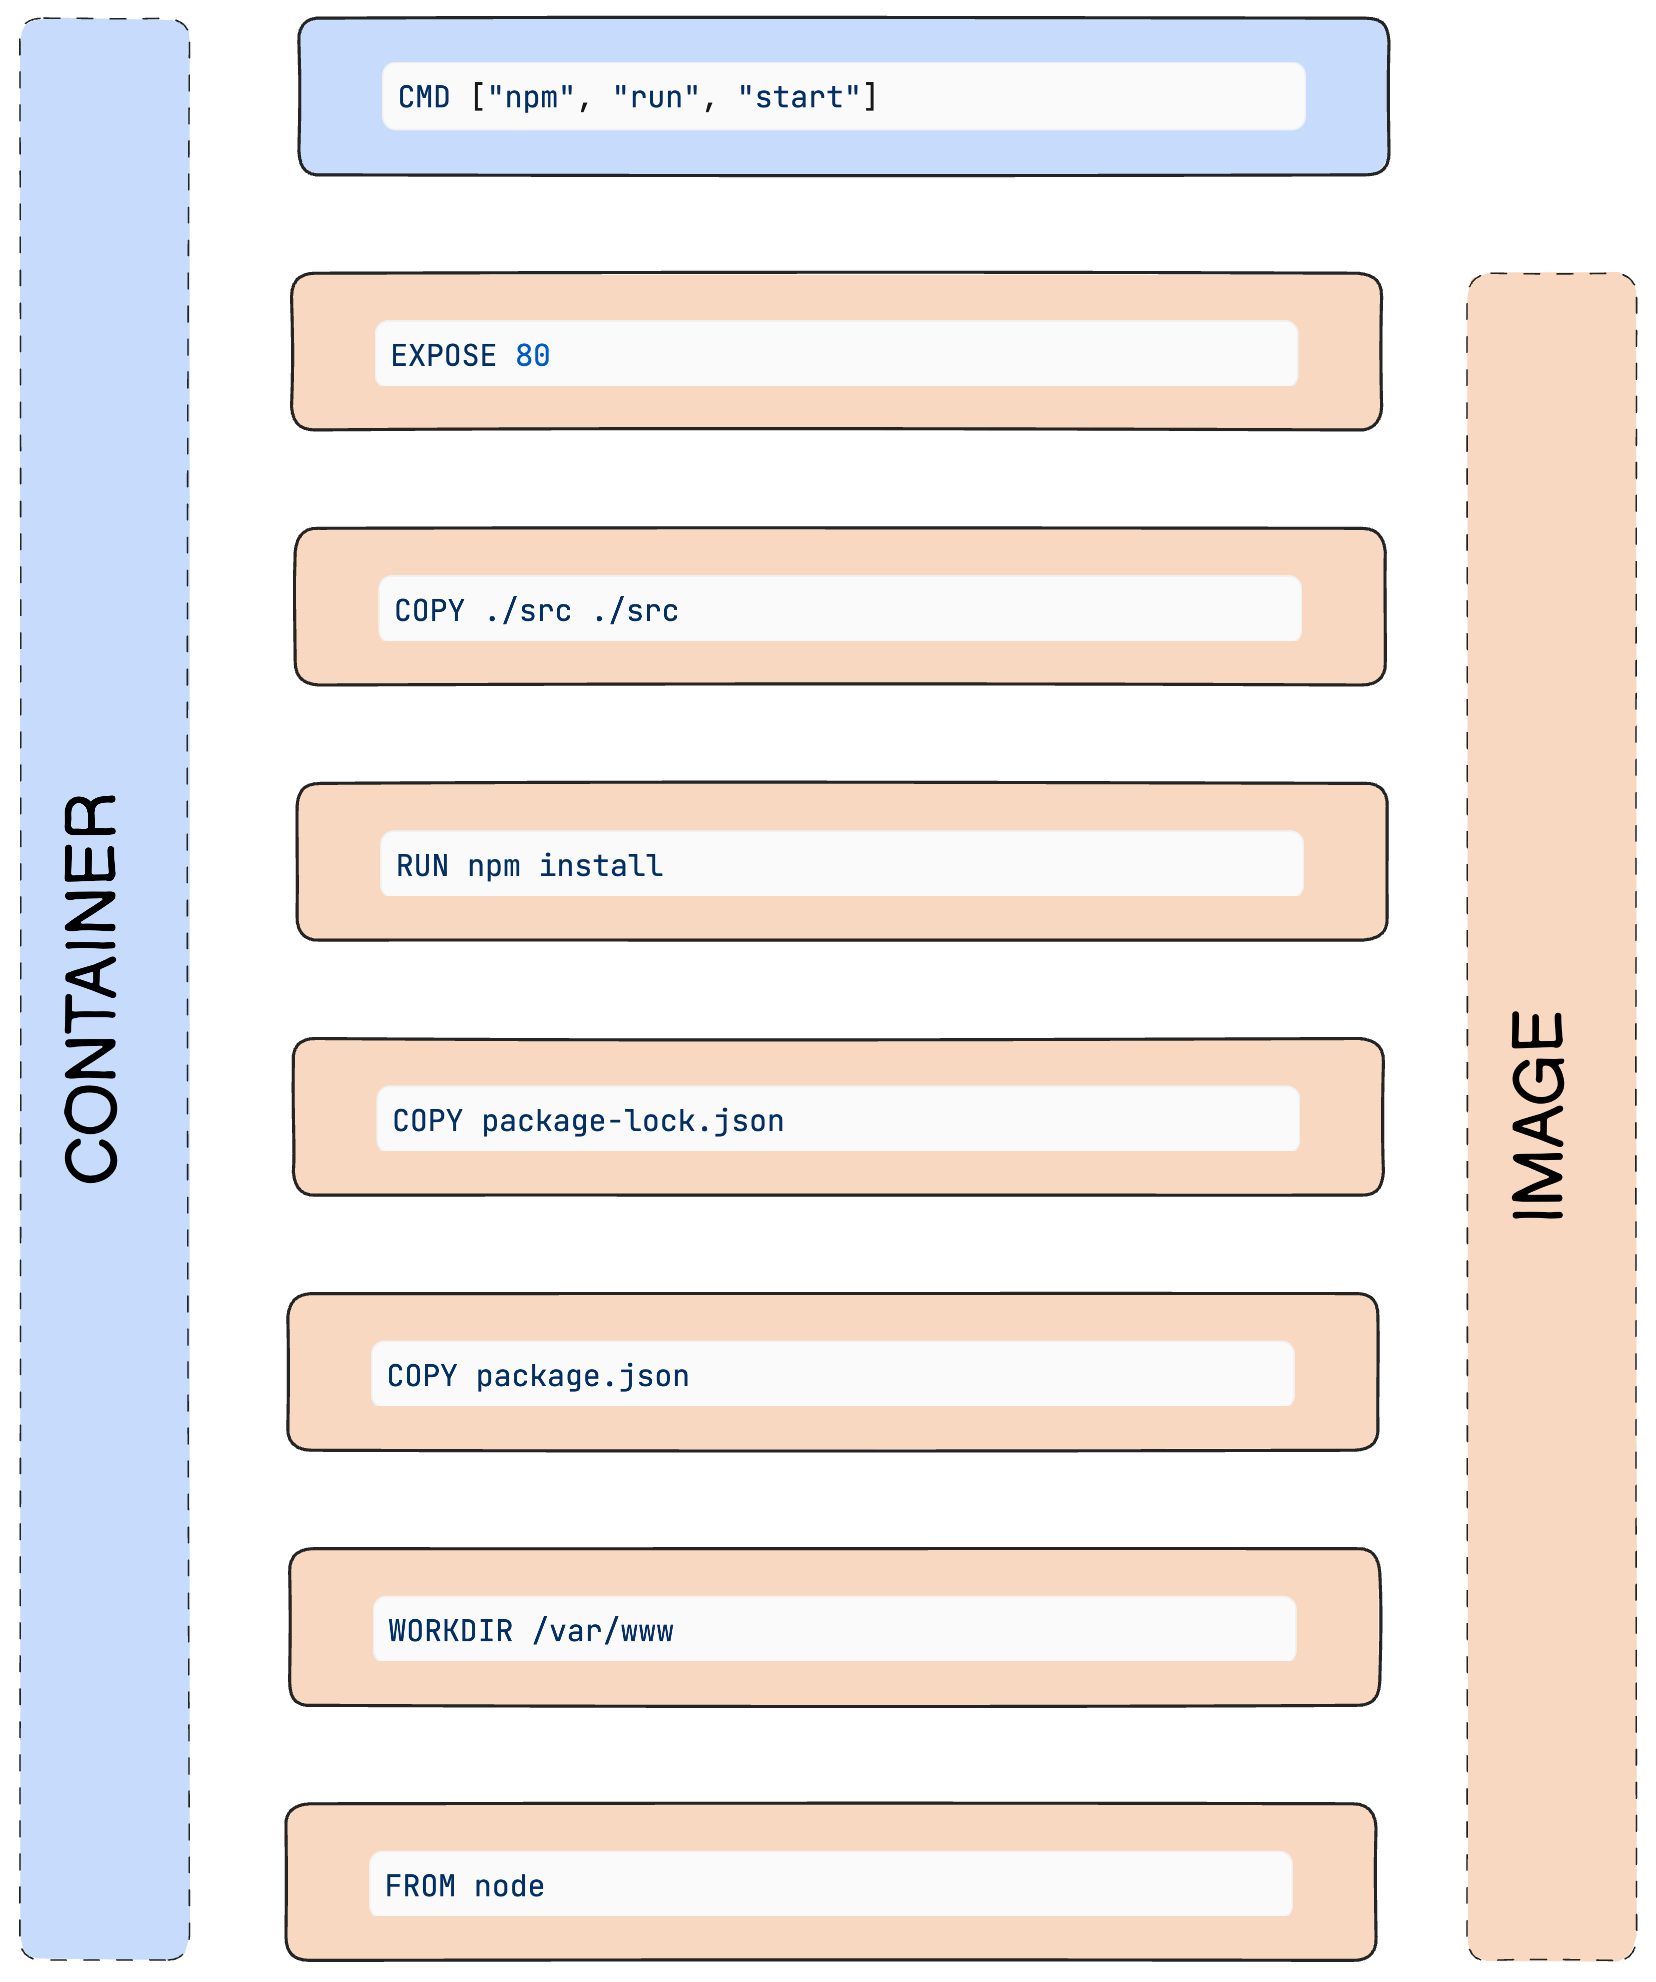 CONTAINER
CMD ["npm", "run", "start"]
EXPOSE 80
COPY ./src ./src
RUN npm install
COPY package-lock.json
COPY package.json
WORKDIR /var/www
FROM node
IMAGE